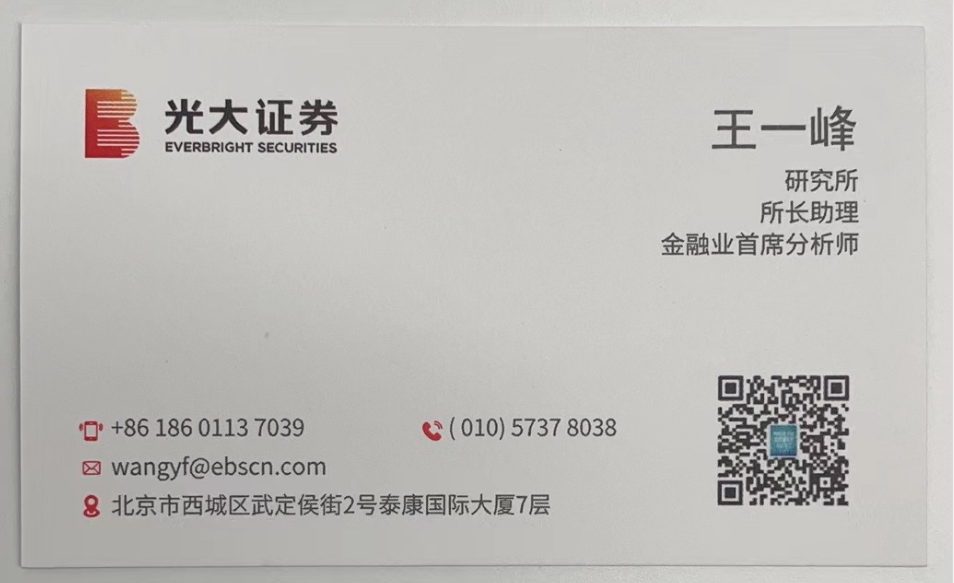 光大证券
EVERBRIGHT SECURITIES
王一峰
研究所
所长助理
金融业首席分析师
+86 186 0113 7039
( 010) 5737 8038
wangyf@ebscn.com
北京市西城区武定侯街2号泰康国际大厦7层